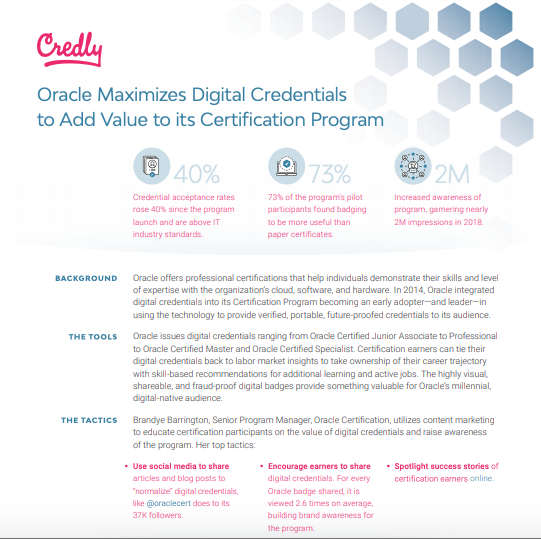 Credly
Oracle Maximizes Digital Credentials
to Add Value to its Certification Program
40%
Credential acceptance rates
rose 40% since the program
launch and are above IT
industry standards.
73%
73% of the program's pilot
participants found badging
to be more useful than
paper certificates.
2M
Increased awareness of
program, garnering nearly
2M impressions in 2018.
BACKGROUND
Oracle offers professional certifications that help individuals demonstrate their skills and level
of expertise with the organization's cloud, software, and hardware. In 2014, Oracle integrated
digital credentials into its Certification Program becoming an early adopter—and leader—in
using the technology to provide verified, portable, future-proofed credentials to its audience.
THE TOOLS
Oracle issues digital credentials ranging from Oracle Certified Junior Associate to Professional
to Oracle Certified Master and Oracle Certified Specialist. Certification earners can tie their
digital credentials back to labor market insights to take ownership of their career trajectory
with skill-based recommendations for additional learning and active jobs. The highly visual,
shareable, and fraud-proof digital badges provide something valuable for Oracle's millennial,
digital-native audience.
THE TACTICS
Brandye Barrington, Senior Program Manager, Oracle Certification, utilizes content marketing
to educate certification participants on the value of digital credentials and raise awareness
of the program. Her top tactics:
• Use social media to share
articles and blog posts to
"normalize" digital credentials,
like @oraclecert does to its
37K followers.
• Encourage earners to share
digital credentials. For every
Oracle badge shared, it is
viewed 2.6 times on average,
building brand awareness for
the program.
• Spotlight success stories of
certification earners online.